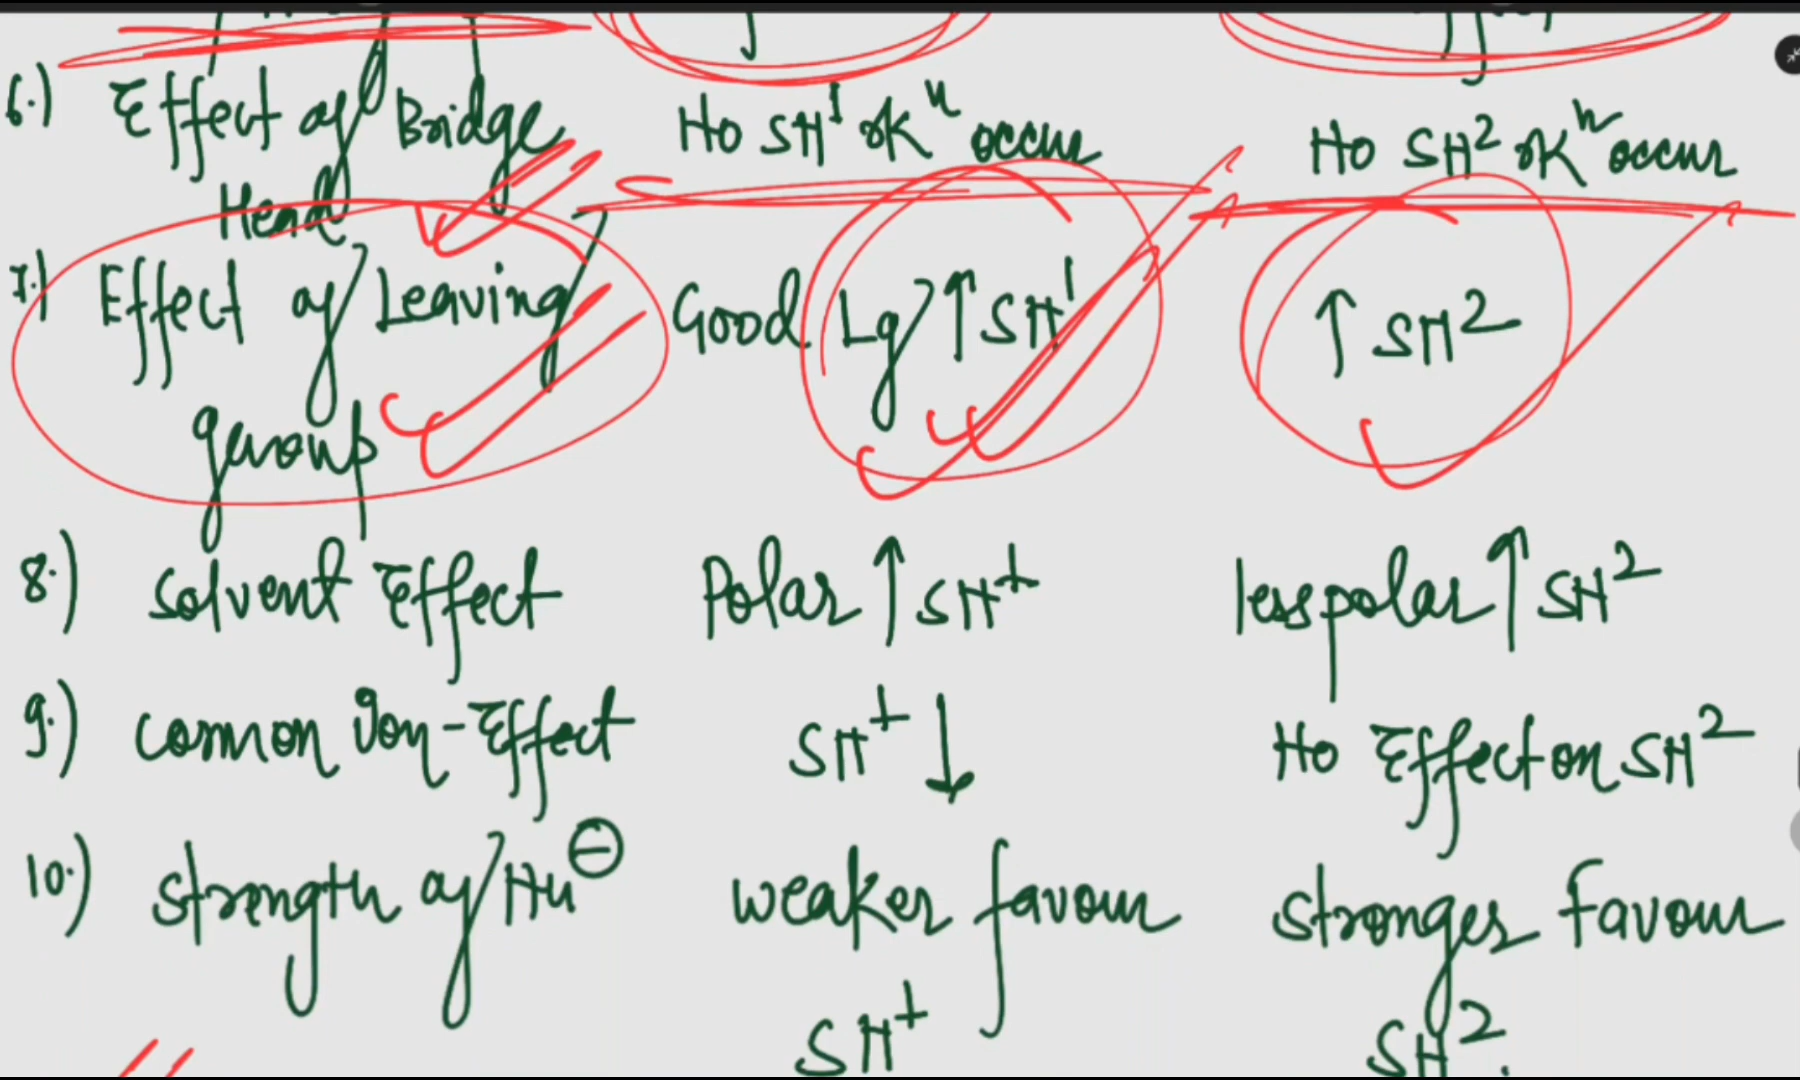 6.) Effect of Bridge No SN¹ rxⁿ occur No SN² rxⁿ occur
Head
7.) Effect of Leaving Good Lg ↑ SN¹ ↑ SN²
group
8.) solvent Effect Polar ↑ SN¹ less polar ↑ SN²
9.) common ion-Effect SN¹ ↓ No Effect on SN²
10.) strength of Nu⊖ weaker favour stronger favour
SN¹ SN².